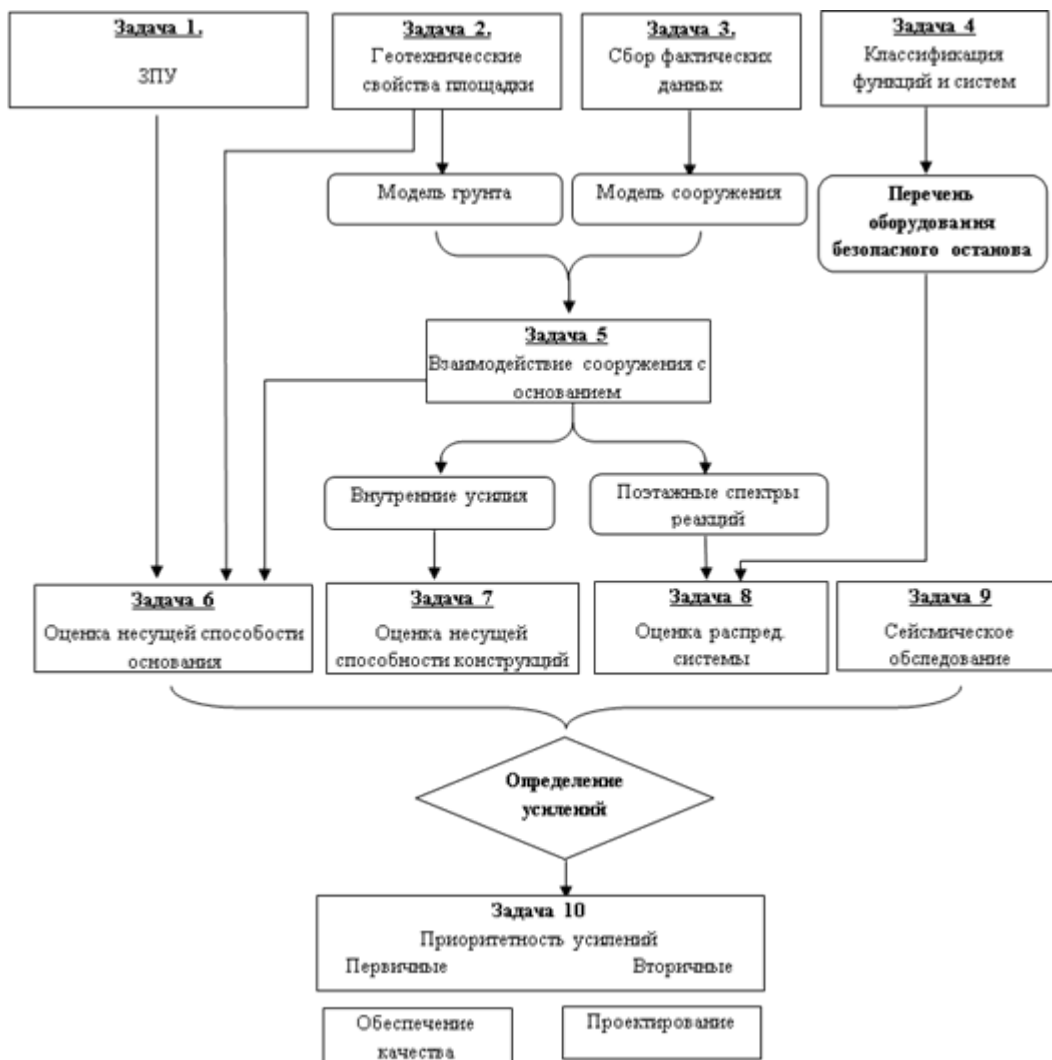 Задача 1.
ЗПУ
Задача 2.
Геотехничесские
свойства площадки
Задача 3.
Сбор фактических
данных
Задача 4
Классификация
функций и систем
Модель грунта
Модель сооружения
Перечень
оборудования
безопасного останова
Задача 5
Взаимодействие сооружения с
основанием
Внутренние усилия
Поэтажные спектры
реакций
Задача 6
Оценка несущей способости
основания
Задача 7
Оценка несущей
способности конструкций
Задача 8
Оценка распред.
системы
Задача 9
Сейсмическое
обследование
Определение
усилений
Задача 10
Приоритетность усилений
Первичные Вторичные
Обеспечение
качества
Проектирование